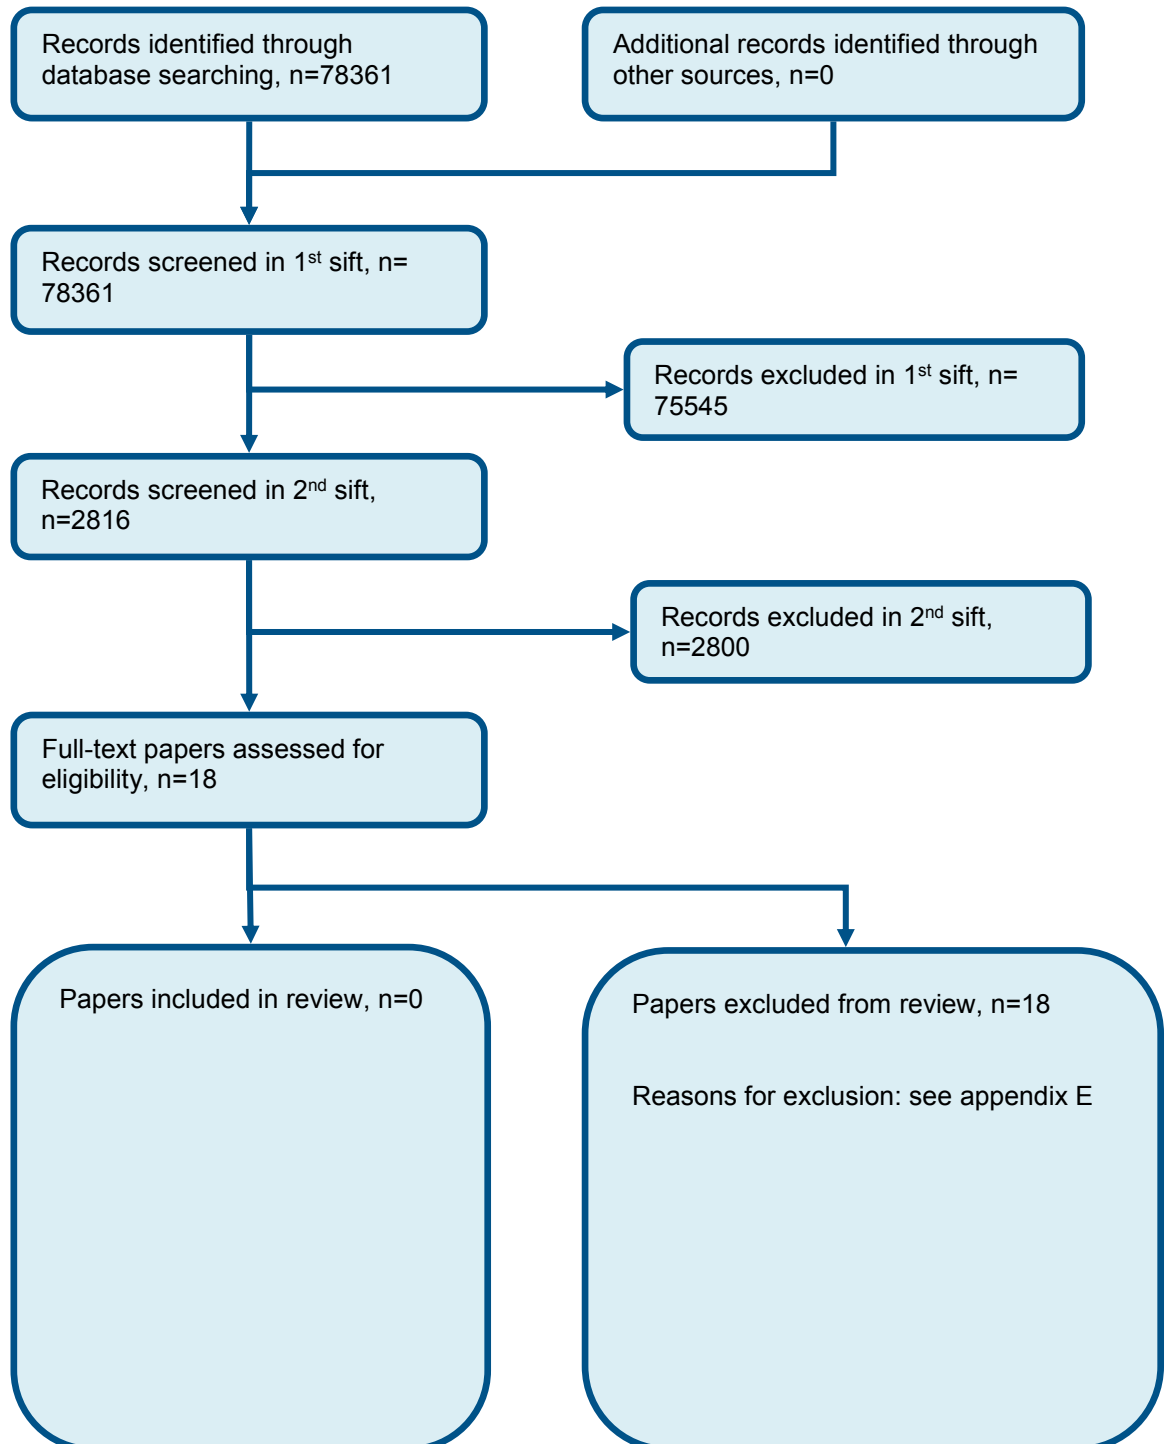 Records identified through
database searching, n=78361
Additional records identified through
other sources, n=0
Records screened in 1st sift, n=
78361
Records excluded in 1st sift, n=
75545
Records screened in 2nd sift,
n=2816
Records excluded in 2nd sift,
n=2800
Full-text papers assessed for
eligibility, n=18
Papers included in review, n=0
Papers excluded from review, n=18
Reasons for exclusion: see appendix E